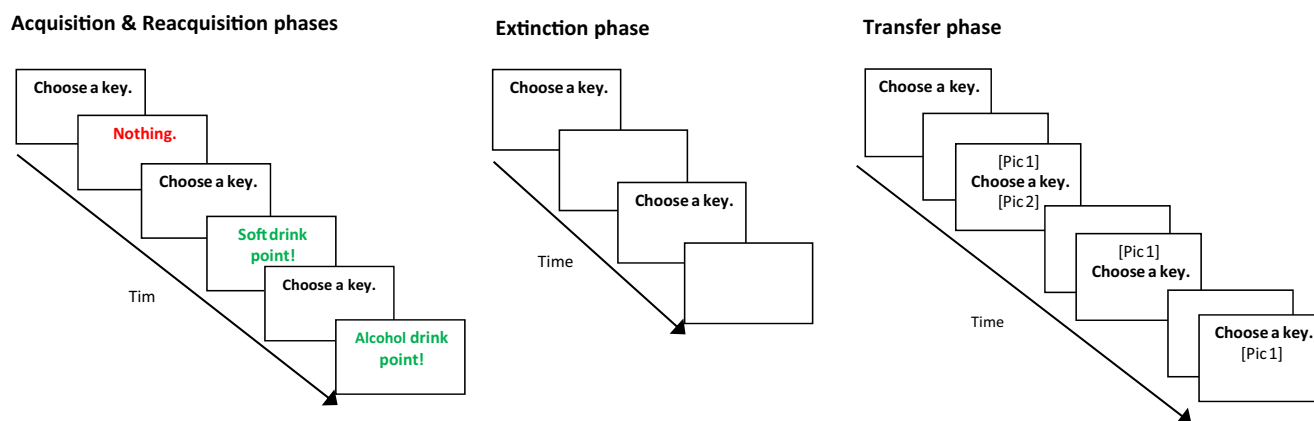 Acquisition & Reacquisition phases
Choose a key.
Nothing.
Choose a key.
Soft drink
point!
Choose a key.
Alcohol drink
point!
Tim
Extinction phase
Choose a key.
Choose a key.
Time
Transfer phase
Choose a key.
[Pic 1]
Choose a key.
[Pic 2]
[Pic 1]
Choose a key.
Choose a key.
[Pic 1]
Time